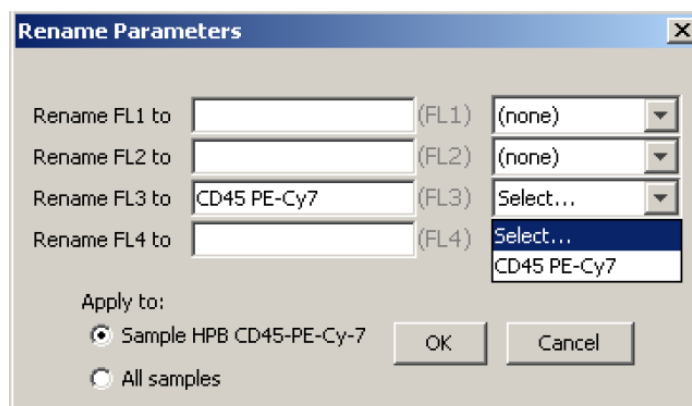 Rename Parameters
Rename FL1 to (FL1) (none)
Rename FL2 to (FL2) (none)
Rename FL3 to CD45 PE-Cy7 (FL3) Select...
Rename FL4 to (FL4) Select...
CD45 PE-Cy7
Apply to:
Sample HPB CD45-PE-Cy-7 OK Cancel
All samples